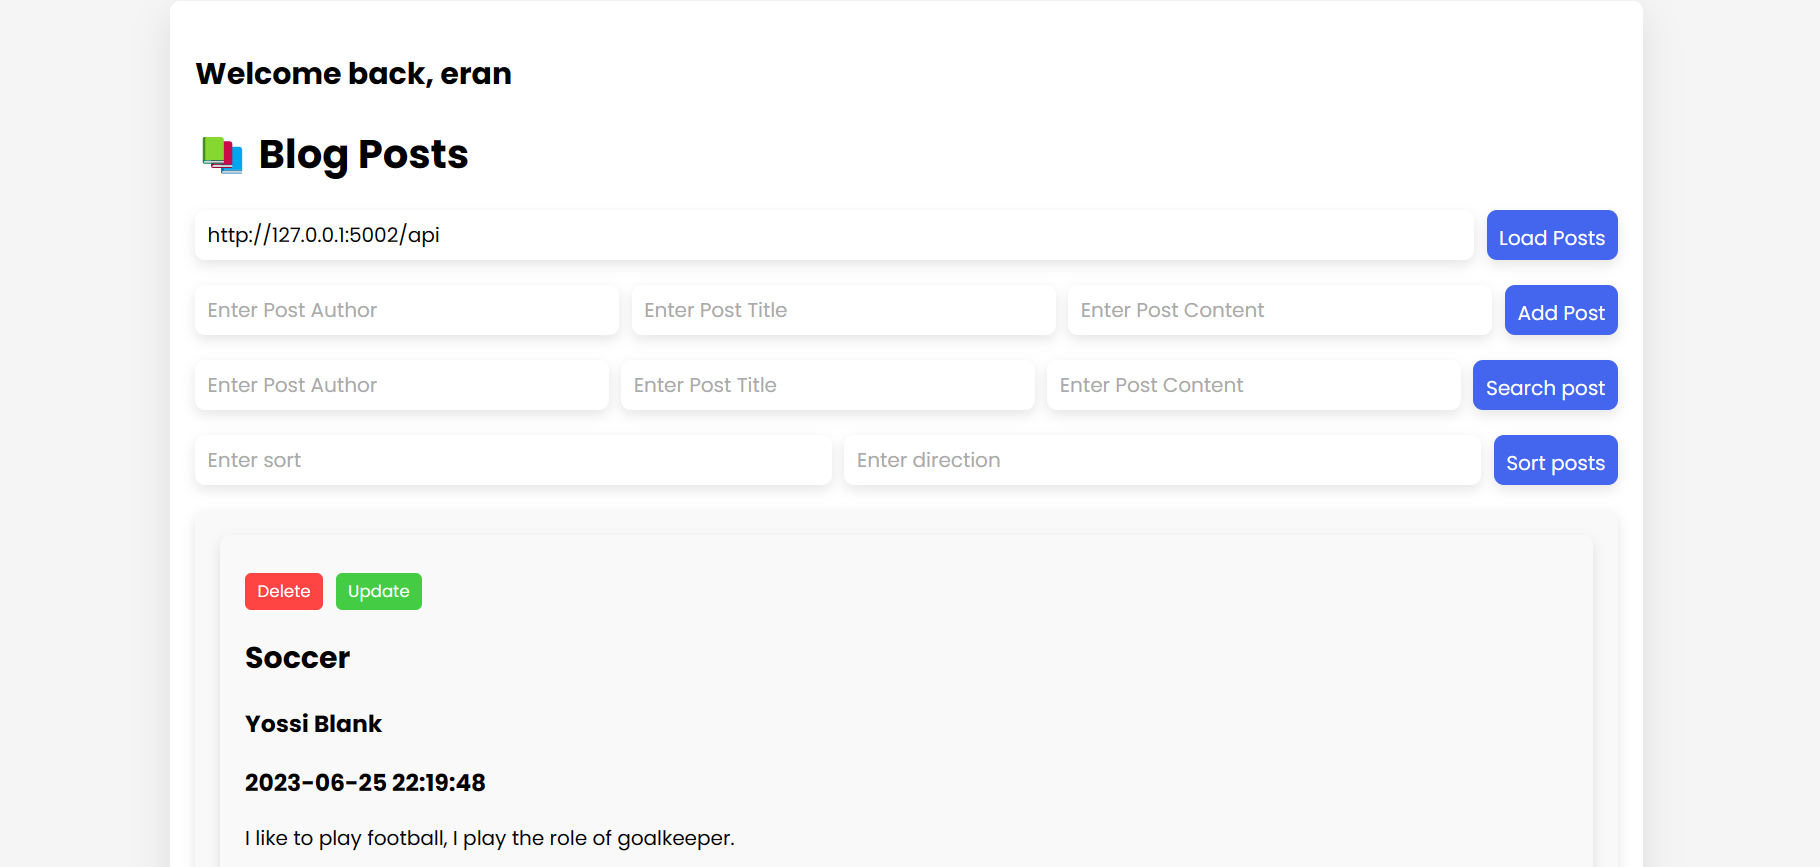 Welcome back, eran
📚 Blog Posts
http://127.0.0.1:5002/api Load Posts
Enter Post Author Enter Post Title Enter Post Content Add Post
Enter Post Author Enter Post Title Enter Post Content Search post
Enter sort Enter direction Sort posts
Delete Update
Soccer
Yossi Blank
2023-06-25 22:19:48
I like to play football, I play the role of goalkeeper.